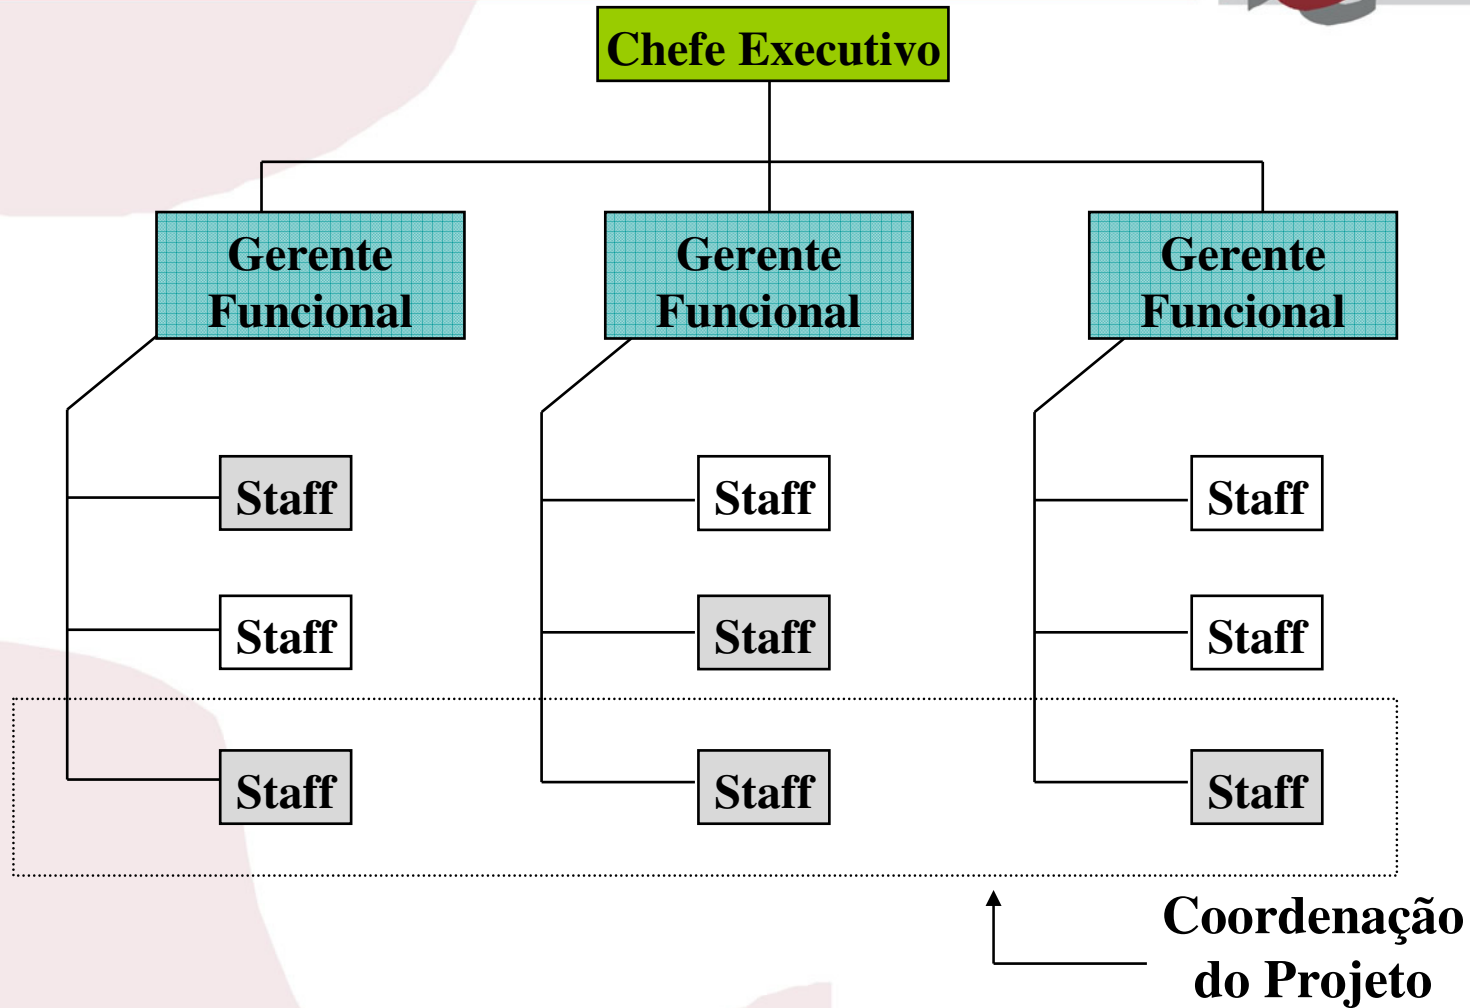 Chefe Executivo
Gerente
Funcional
Gerente
Funcional
Gerente
Funcional
Staff
Staff
Staff
Staff
Staff
Staff
Staff
Staff
Staff
Coordenação
do Projeto